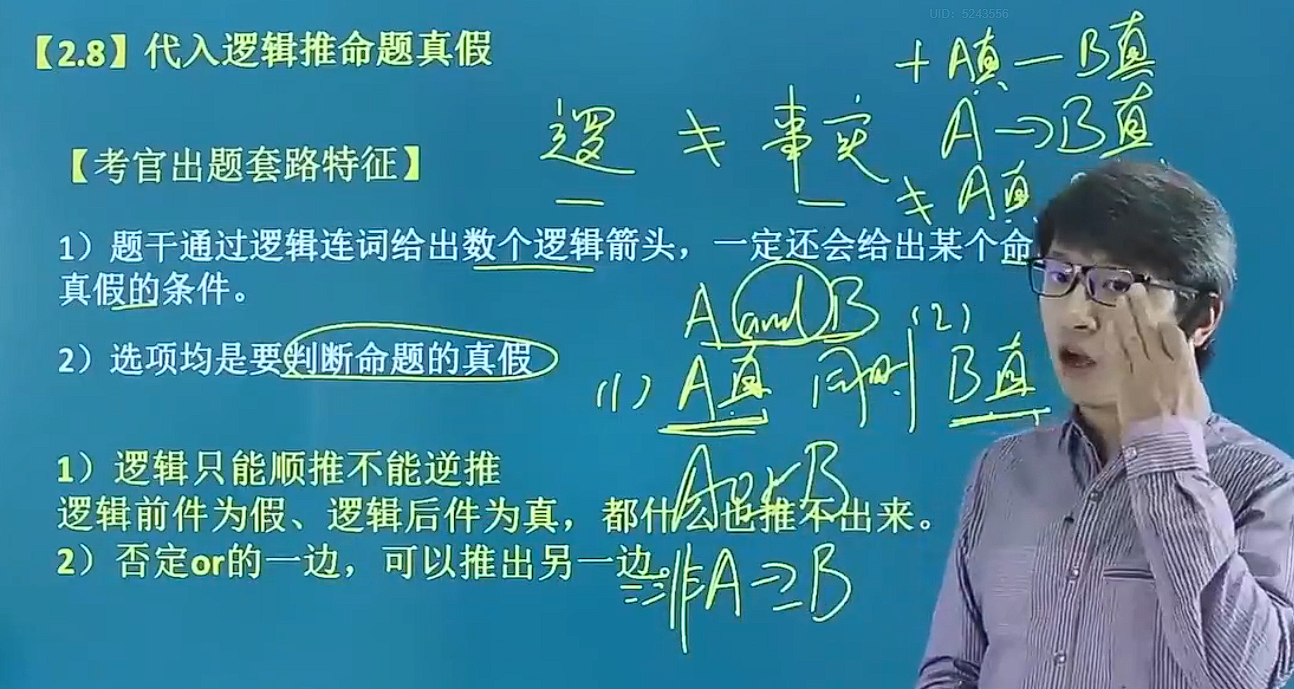 UID: 5243556
【2.8】代入逻辑推命题真假
+ A真 — B真
逻 ≠ 事实
A → B真
≠ A真
【考官出题套路特征】
1）题干通过逻辑连词给出数个逻辑箭头，一定还会给出某个命
真假的条件。
A and B
2）选项均是要判断命题的真假
(1) A真 同时 (2) B真
A or B
1）逻辑只能顺推不能逆推
逻辑前件为假、逻辑后件为真，都什么也推不出来。
2）否定or的一边，可以推出另一边。
非A → B